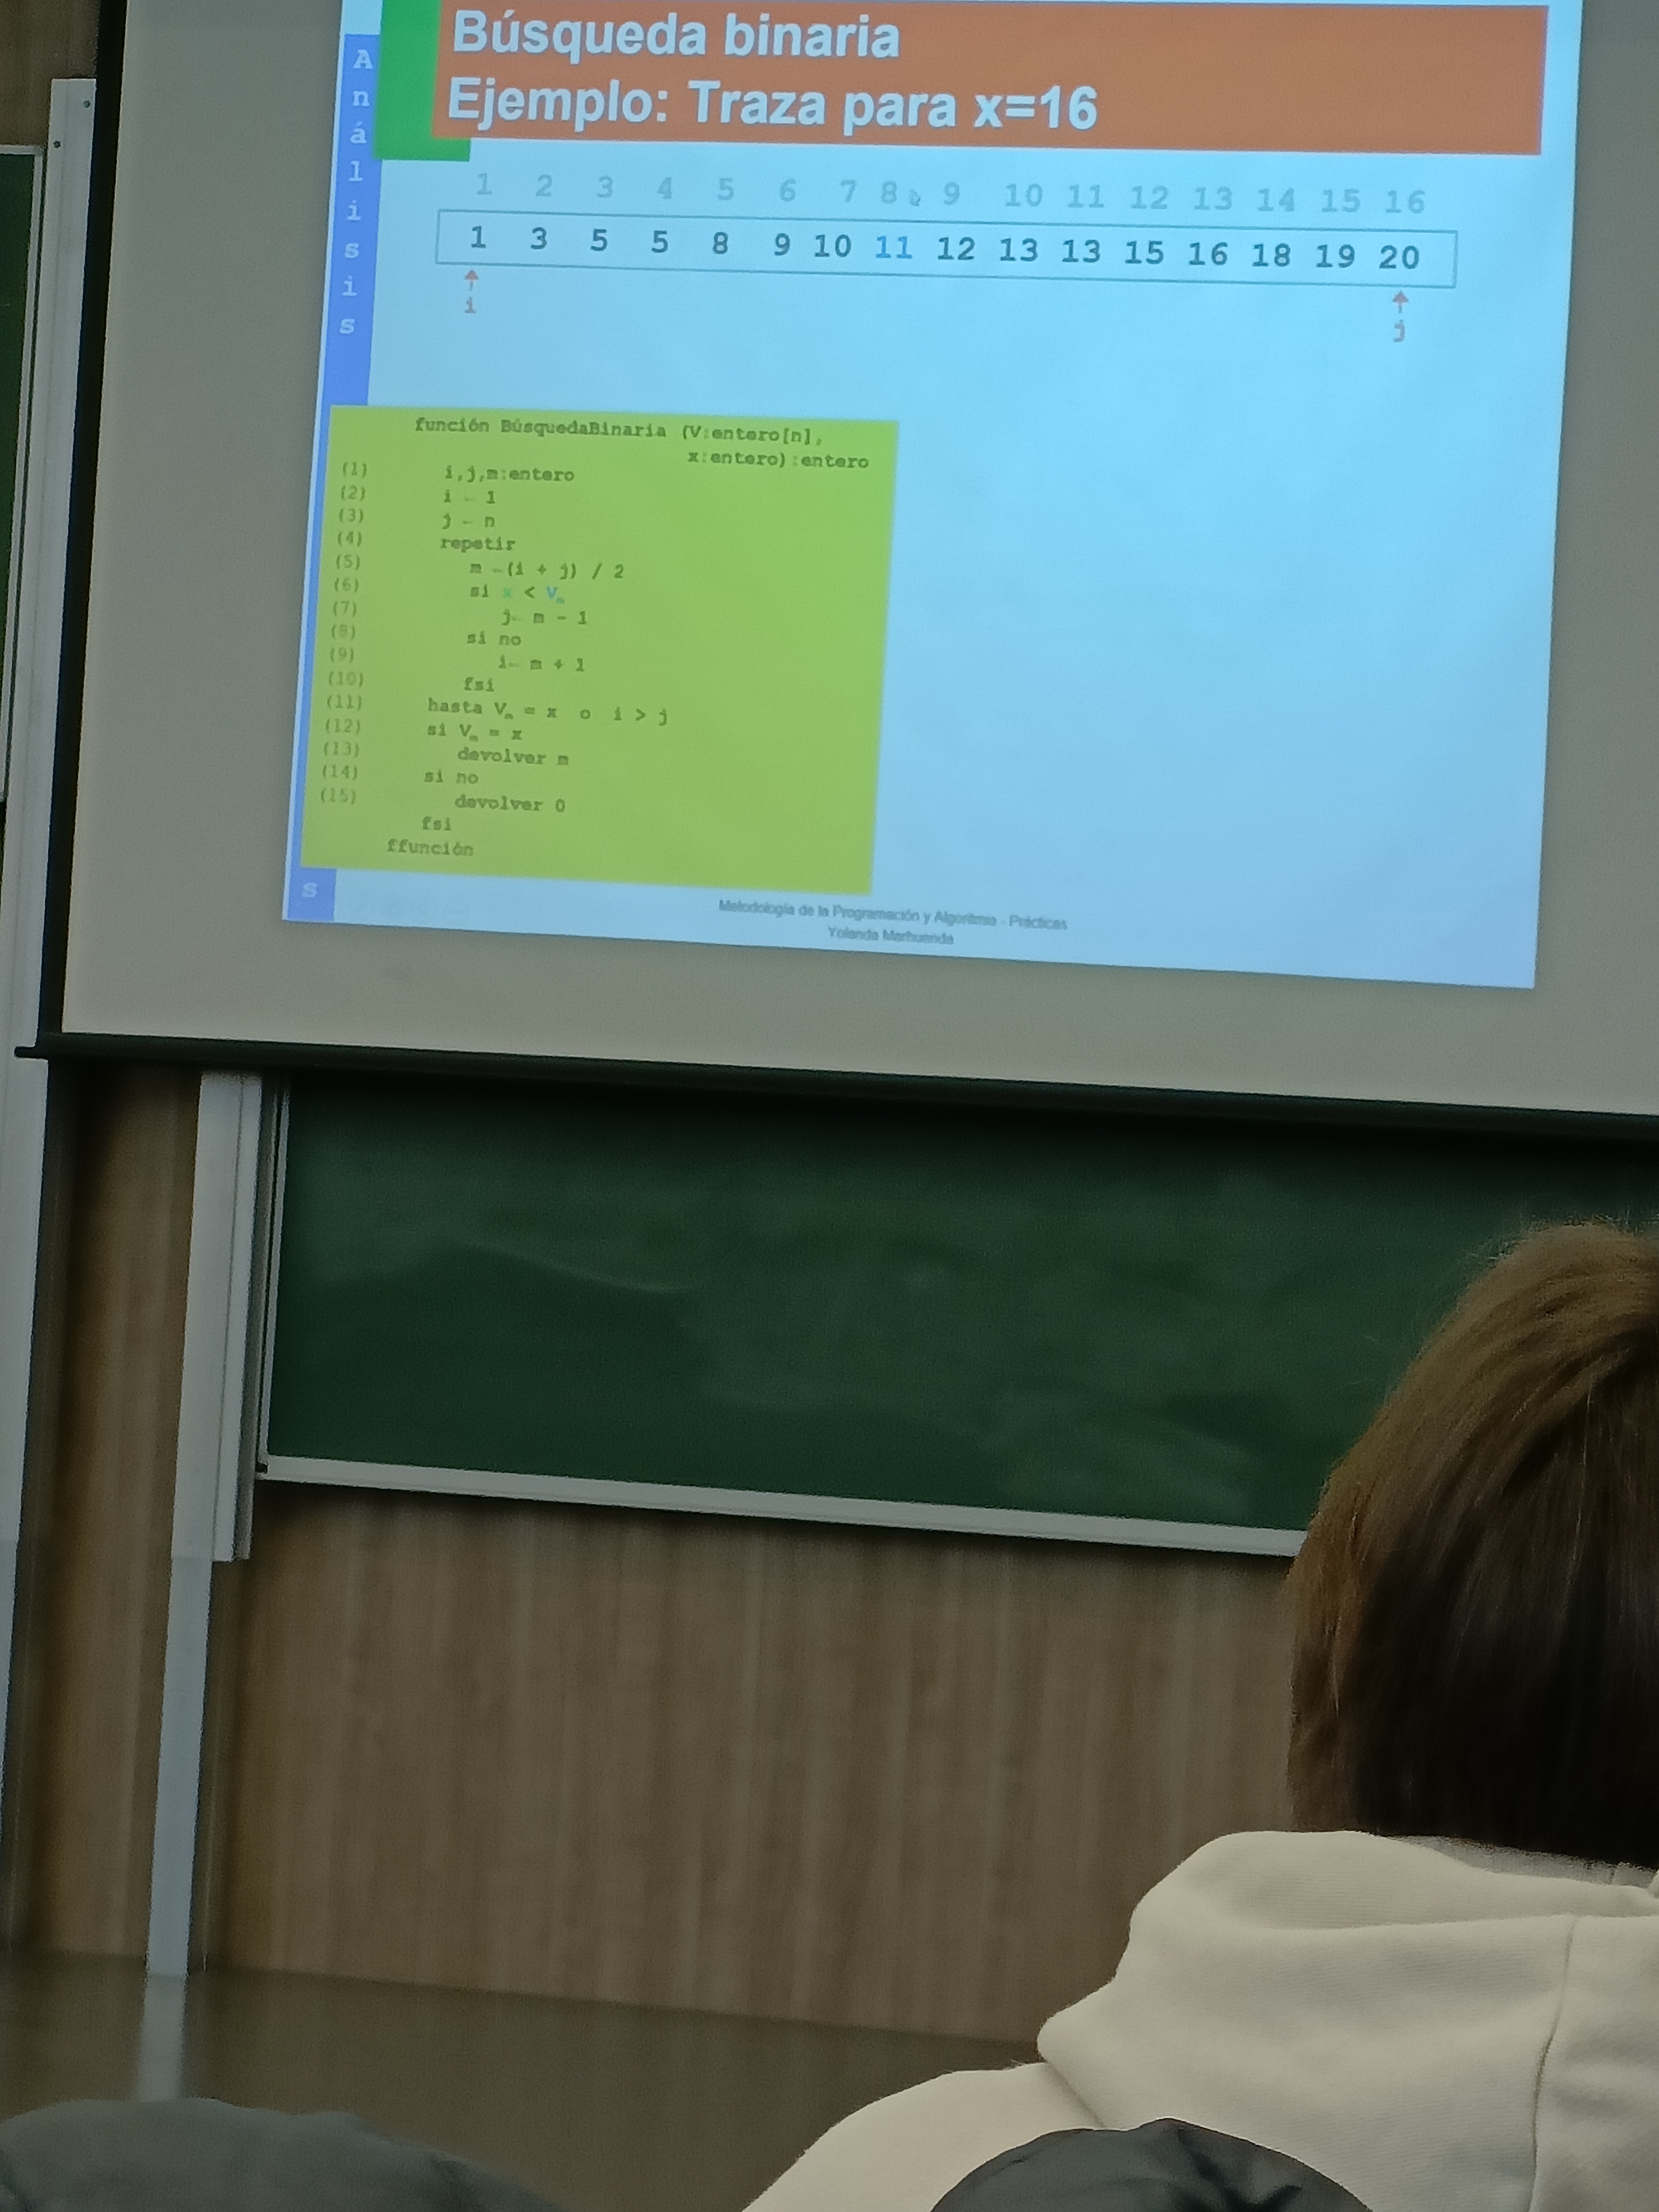 Búsqueda binaria
Ejemplo: Traza para x=16
Análisis
1 2 3 4 5 6 7 8 9 10 11 12 13 14 15 16
1 3 5 5 8 9 10 11 12 13 13 15 16 18 19 20
i j
función BúsquedaBinaria (V:entero[n],
x:entero):entero
(1) i,j,m:entero
(2) i ← 1
(3) j ← n
(4) repetir
(5) m ←(i + j) / 2
(6) si x < Vm
(7) j← m - 1
(8) si no
(9) i← m + 1
(10) fsi
(11) hasta Vm = x o i > j
(12) si Vm = x
(13) devolver m
(14) si no
(15) devolver 0
fsi
ffunción
s
Metodología de la Programación y Algoritmia - Prácticas
Yolanda Marhuenda